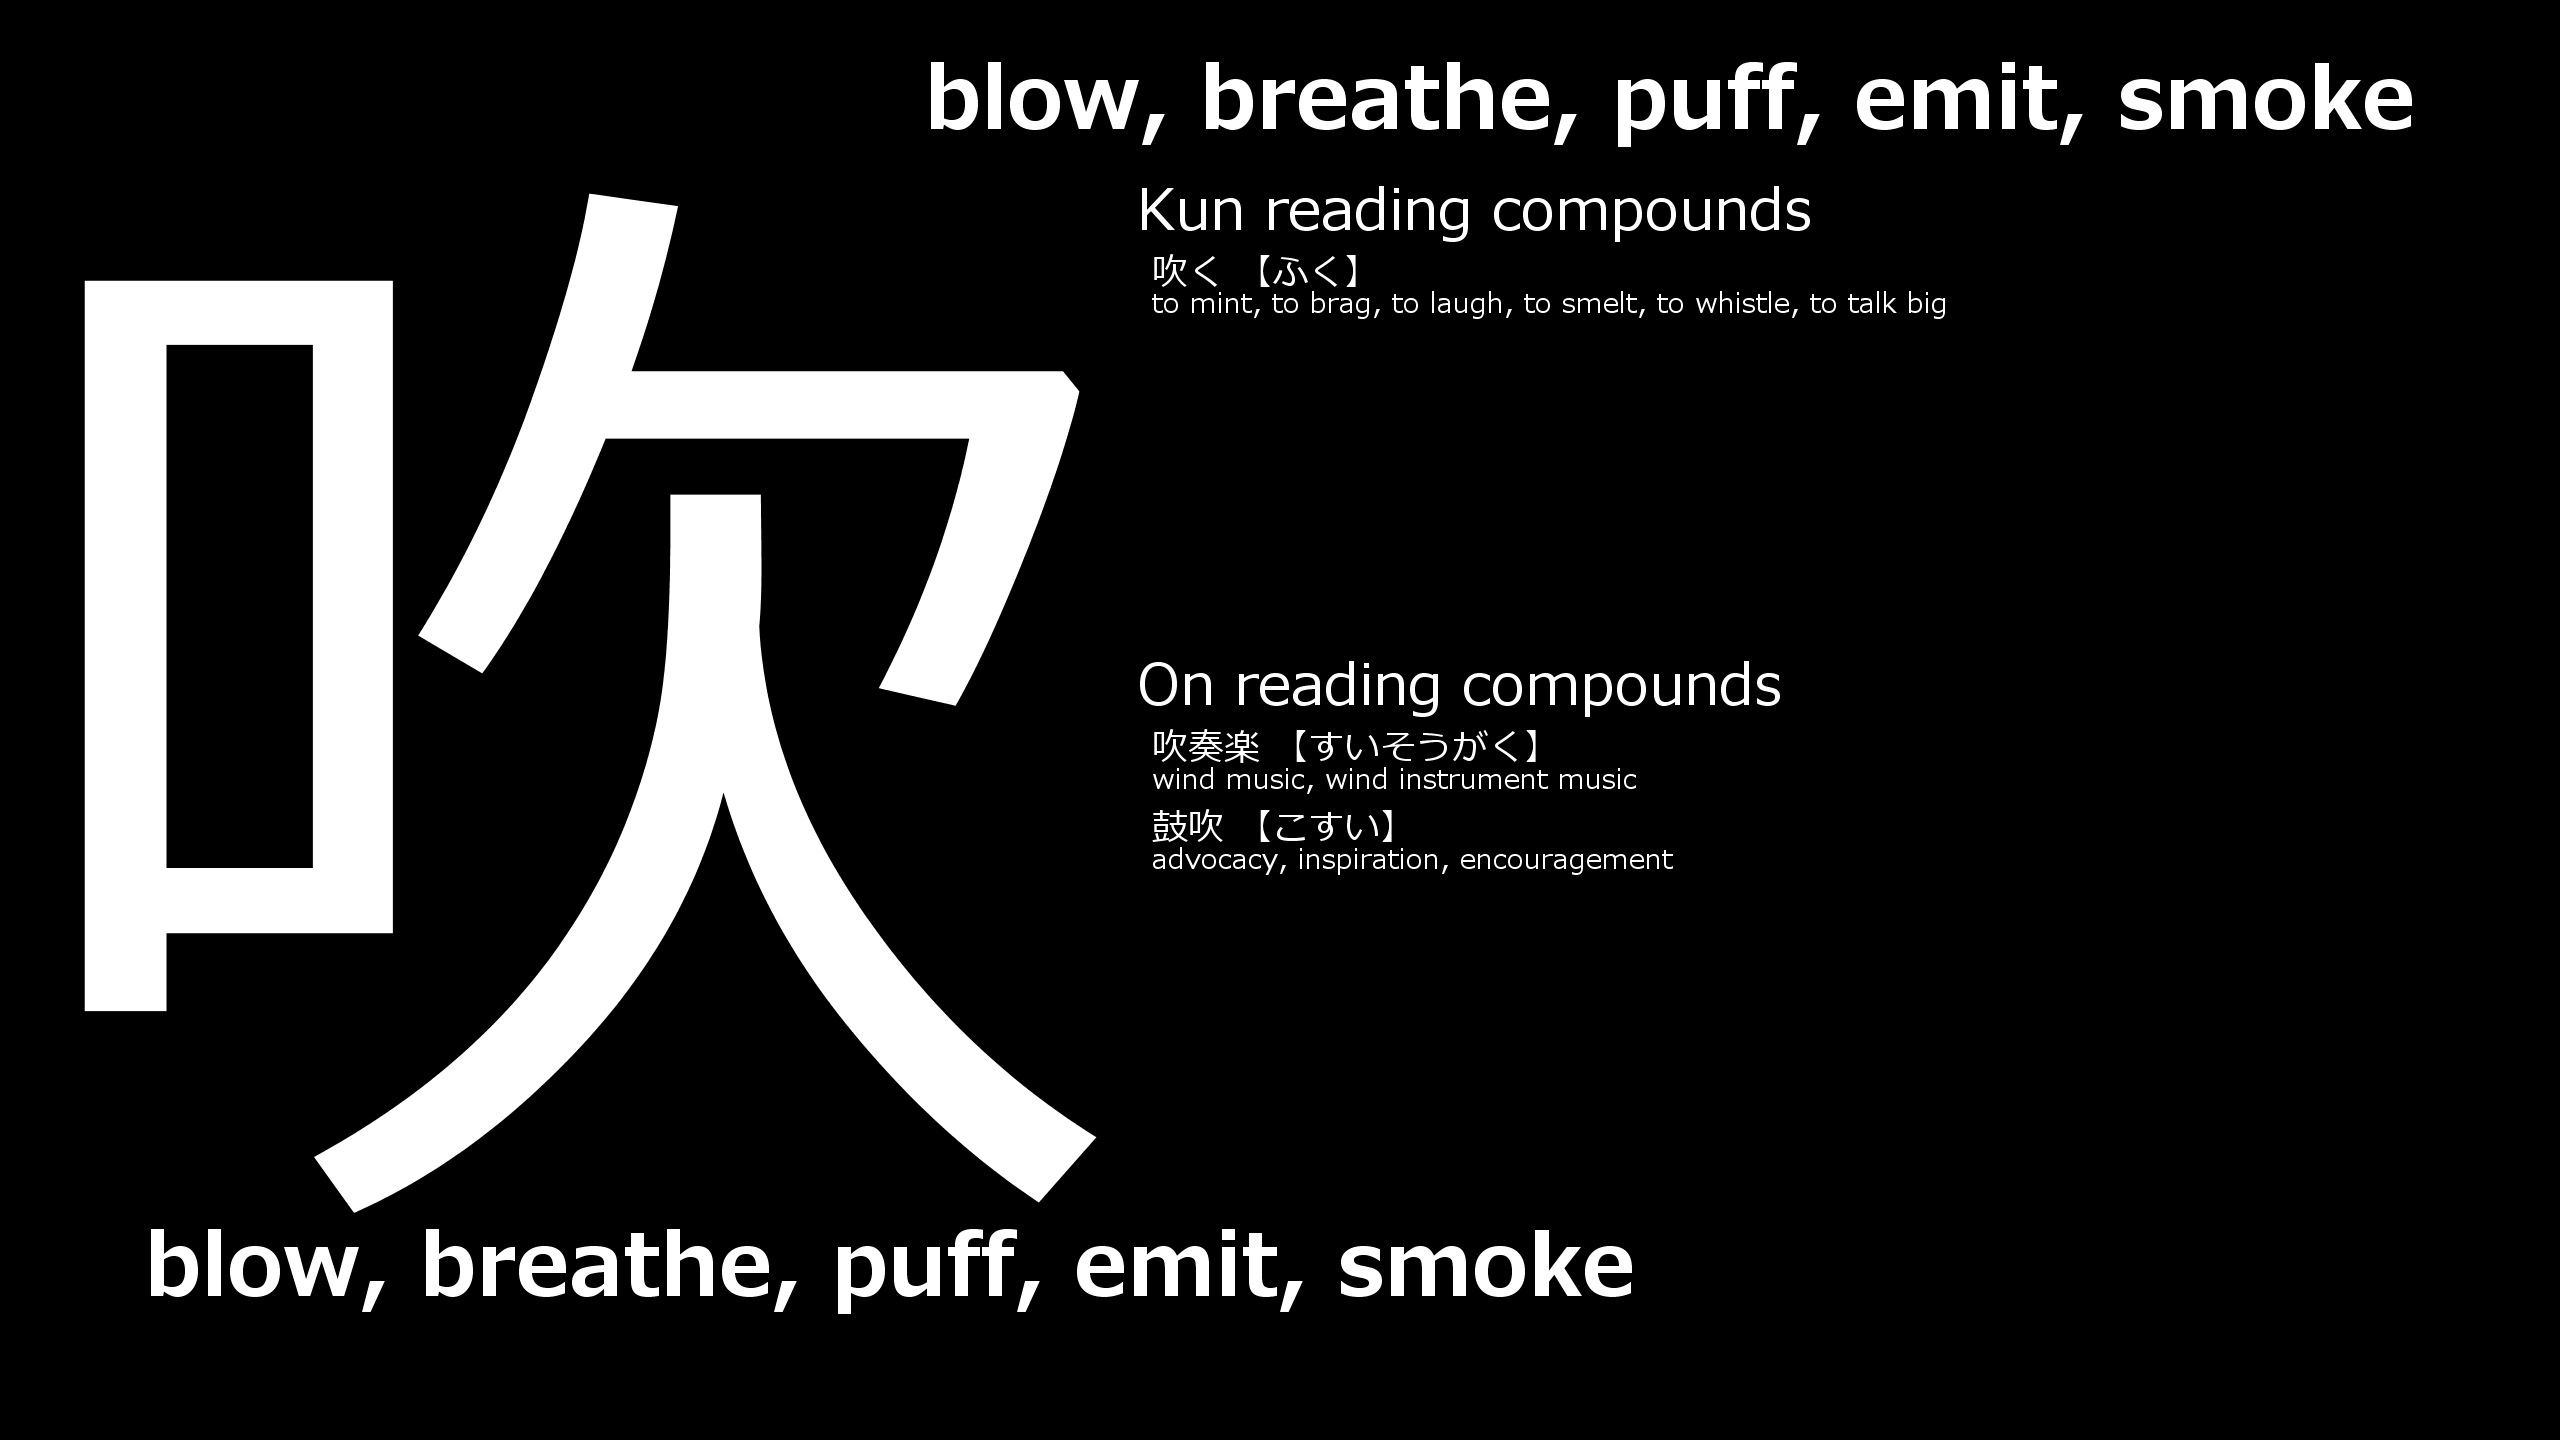 blow, breathe, puff, emit, smoke
吹
Kun reading compounds
吹く 【ふく】
to mint, to brag, to laugh, to smelt, to whistle, to talk big
On reading compounds
吹奏楽 【すいそうがく】
wind music, wind instrument music
鼓吹 【こすい】
advocacy, inspiration, encouragement
blow, breathe, puff, emit, smoke